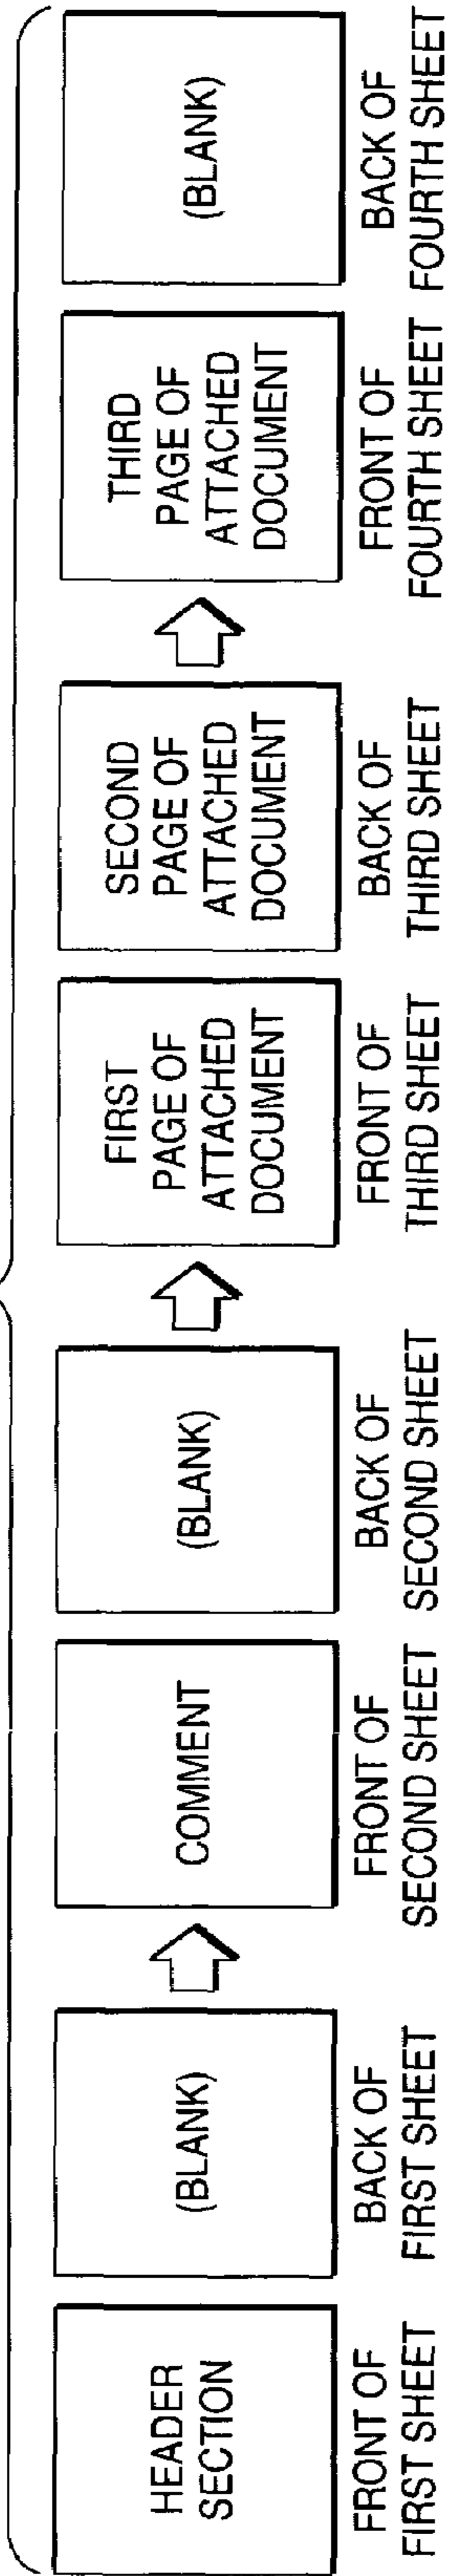 HEADER
SECTION
FRONT OF
FIRST SHEET
(BLANK)
BACK OF
FIRST SHEET
COMMENT
FRONT OF
SECOND SHEET
(BLANK)
BACK OF
SECOND SHEET
FIRST
PAGE OF
ATTACHED
DOCUMENT
FRONT OF
THIRD SHEET
SECOND
PAGE OF
ATTACHED
DOCUMENT
BACK OF
THIRD SHEET
THIRD
PAGE OF
ATTACHED
DOCUMENT
FRONT OF
FOURTH SHEET
(BLANK)
BACK OF
FOURTH SHEET